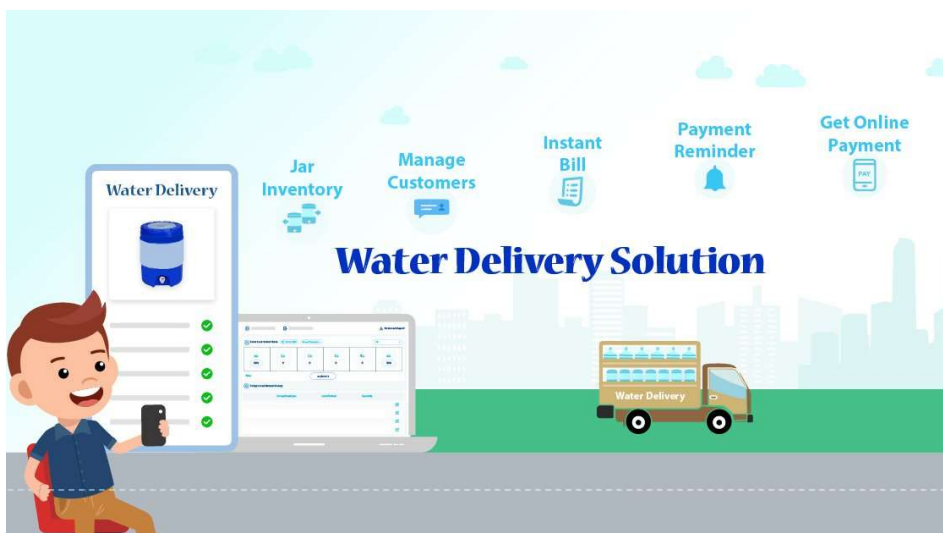 Get Online
Payment
Payment
Reminder
Instant
Bill
Manage
Customers
Jar
Inventory
PAY
Water Delivery
Water Delivery Solution
Water Delivery